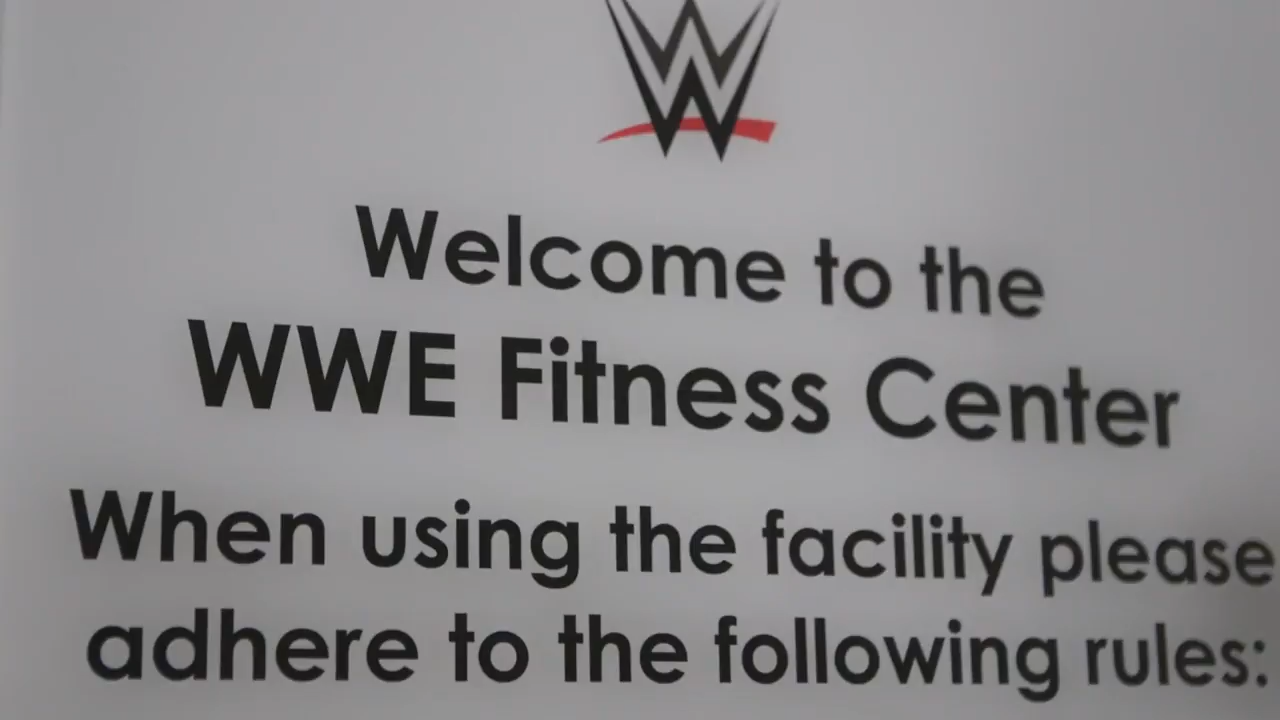 Welcome to the
WWE Fitness Center
When using the facility please
adhere to the following rules: